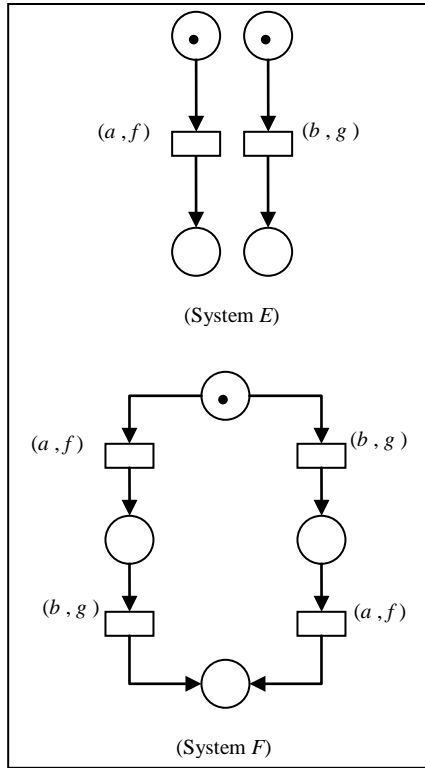 (a ,f) (b , g)
(System E)
(a ,f) (b , g)
(b , g) (a ,f)
(System F)